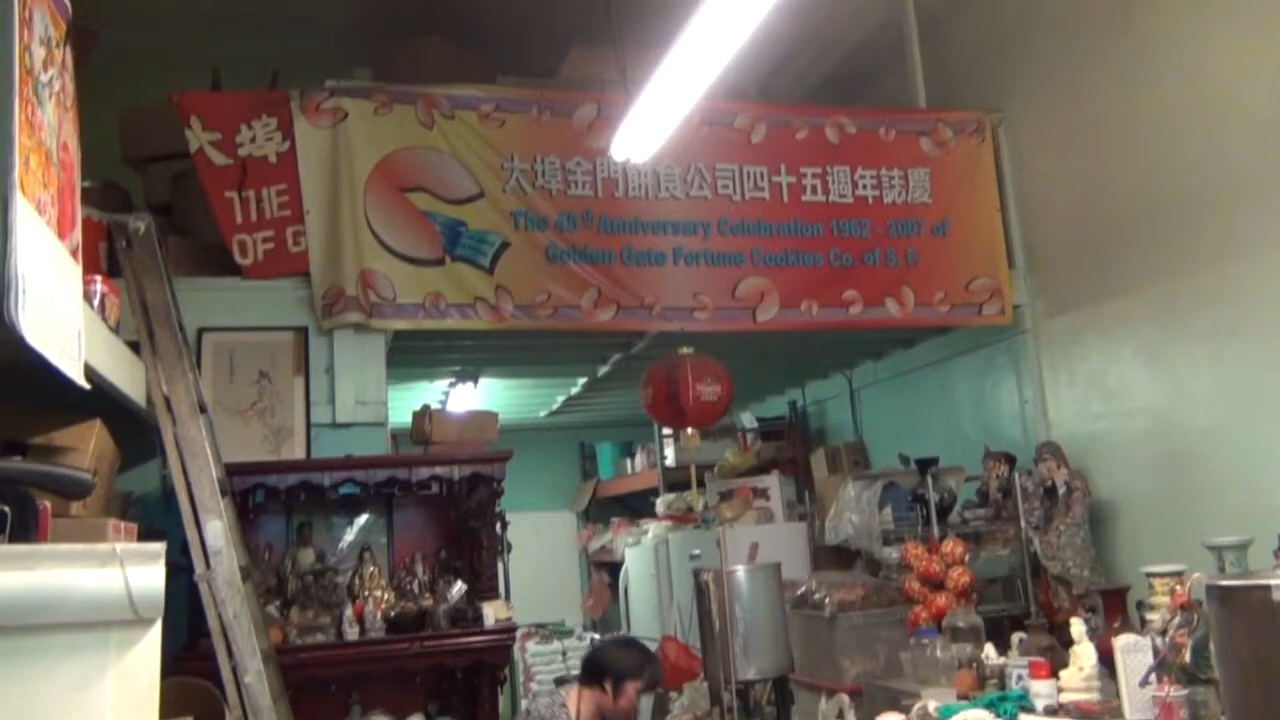 大埠
THE
OF G
大埠金門餅食公司四十五週年誌慶
The 45th Anniversary Celebration 1962 - 2007 of
Golden Gate Fortune Cookies Co. of S. F.